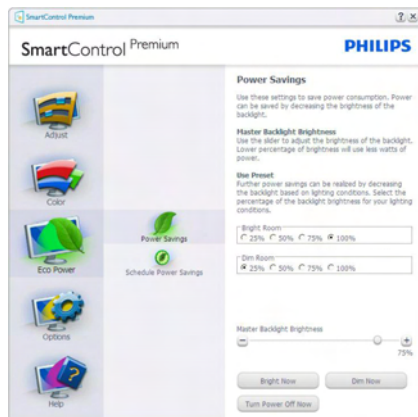 SmartControl Premium
SmartControl Premium
PHILIPS
Adjust
Color
Eco Power
Options
Help
Power Savings
Schedule Power Savings
Power Savings
Use these settings to save power consumption. Power
can be saved by decreasing the brightness of the
backlight.
Master Backlight Brightness
Use the slider to adjust the brightness of the backlight.
Lower percentage of brightness will use less watts of
power.
Use Preset
Further power savings can be realized by decreasing
the backlight based on lighting conditions. Select the
percentage of the backlight brightness for your lighting
conditions.
Bright Room
25% 50% 75% 100%
Dim Room
25% 50% 75% 100%
Master Backlight Brightness
75%
Bright Now Dim Now
Turn Power Off Now